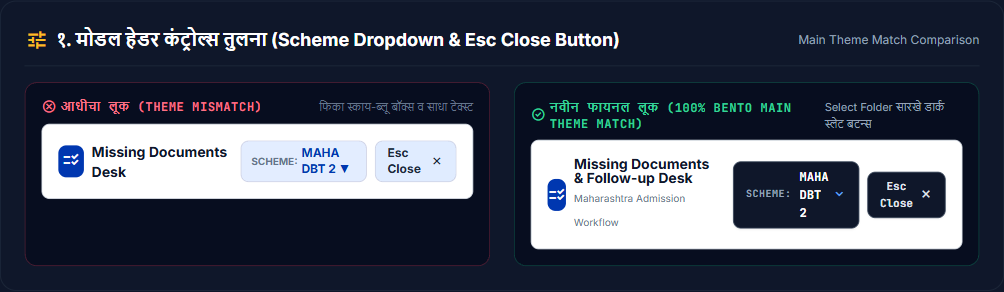 १. मोडल हेडर कंट्रोल्स तुलना (Scheme Dropdown & Esc Close Button)
Main Theme Match Comparison
आधीचा लूक (THEME MISMATCH)
फिका स्काय-ब्लू बॉक्स व साधा टेक्स्ट
Missing Documents
Desk
SCHEME:
MAHA
DBT 2 ▼
Esc
Close
✕
नवीन फायनल लूक (100% BENTO MAIN
THEME MATCH)
Select Folder सारखे डार्क
स्लेट बटन्स
Missing Documents
& Follow-up Desk
Maharashtra Admission
Workflow
SCHEME:
MAHA
DBT
2
Esc
Close
✕